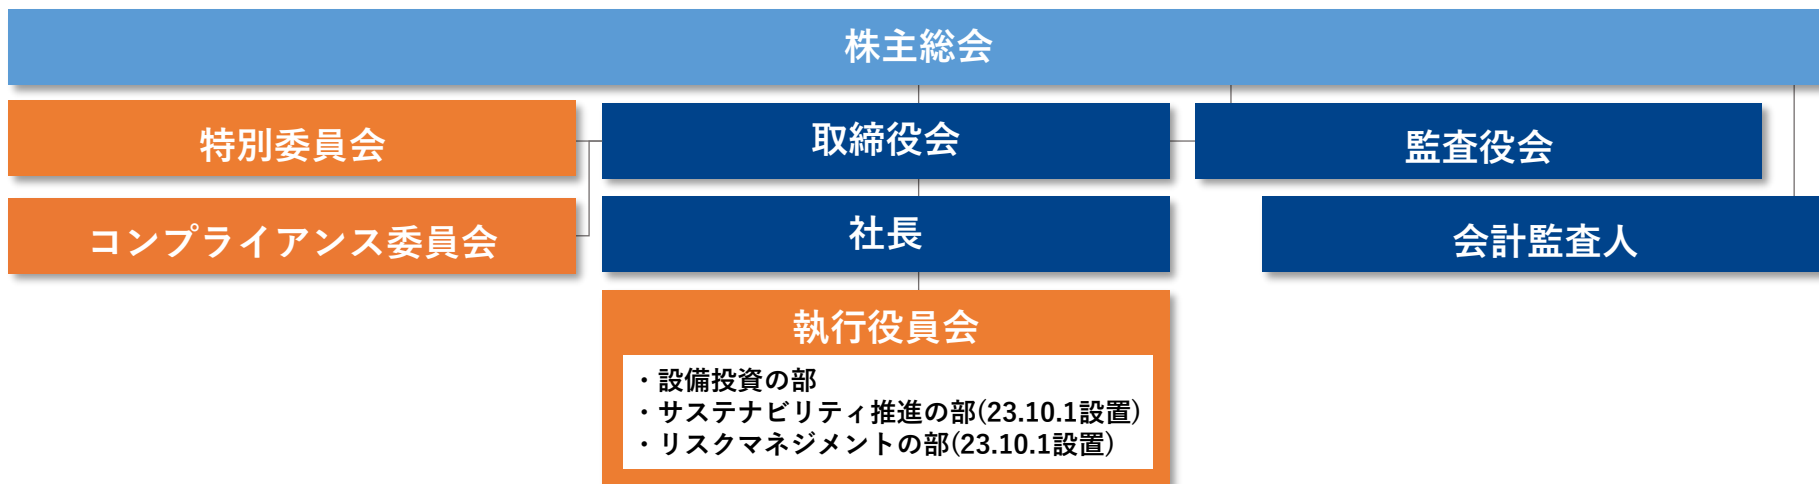 株主総会
特別委員会
取締役会
監査役会
コンプライアンス委員会
社長
会計監査人
執行役員会
・設備投資の部
・サステナビリティ推進の部(23.10.1設置)
・リスクマネジメントの部(23.10.1設置)